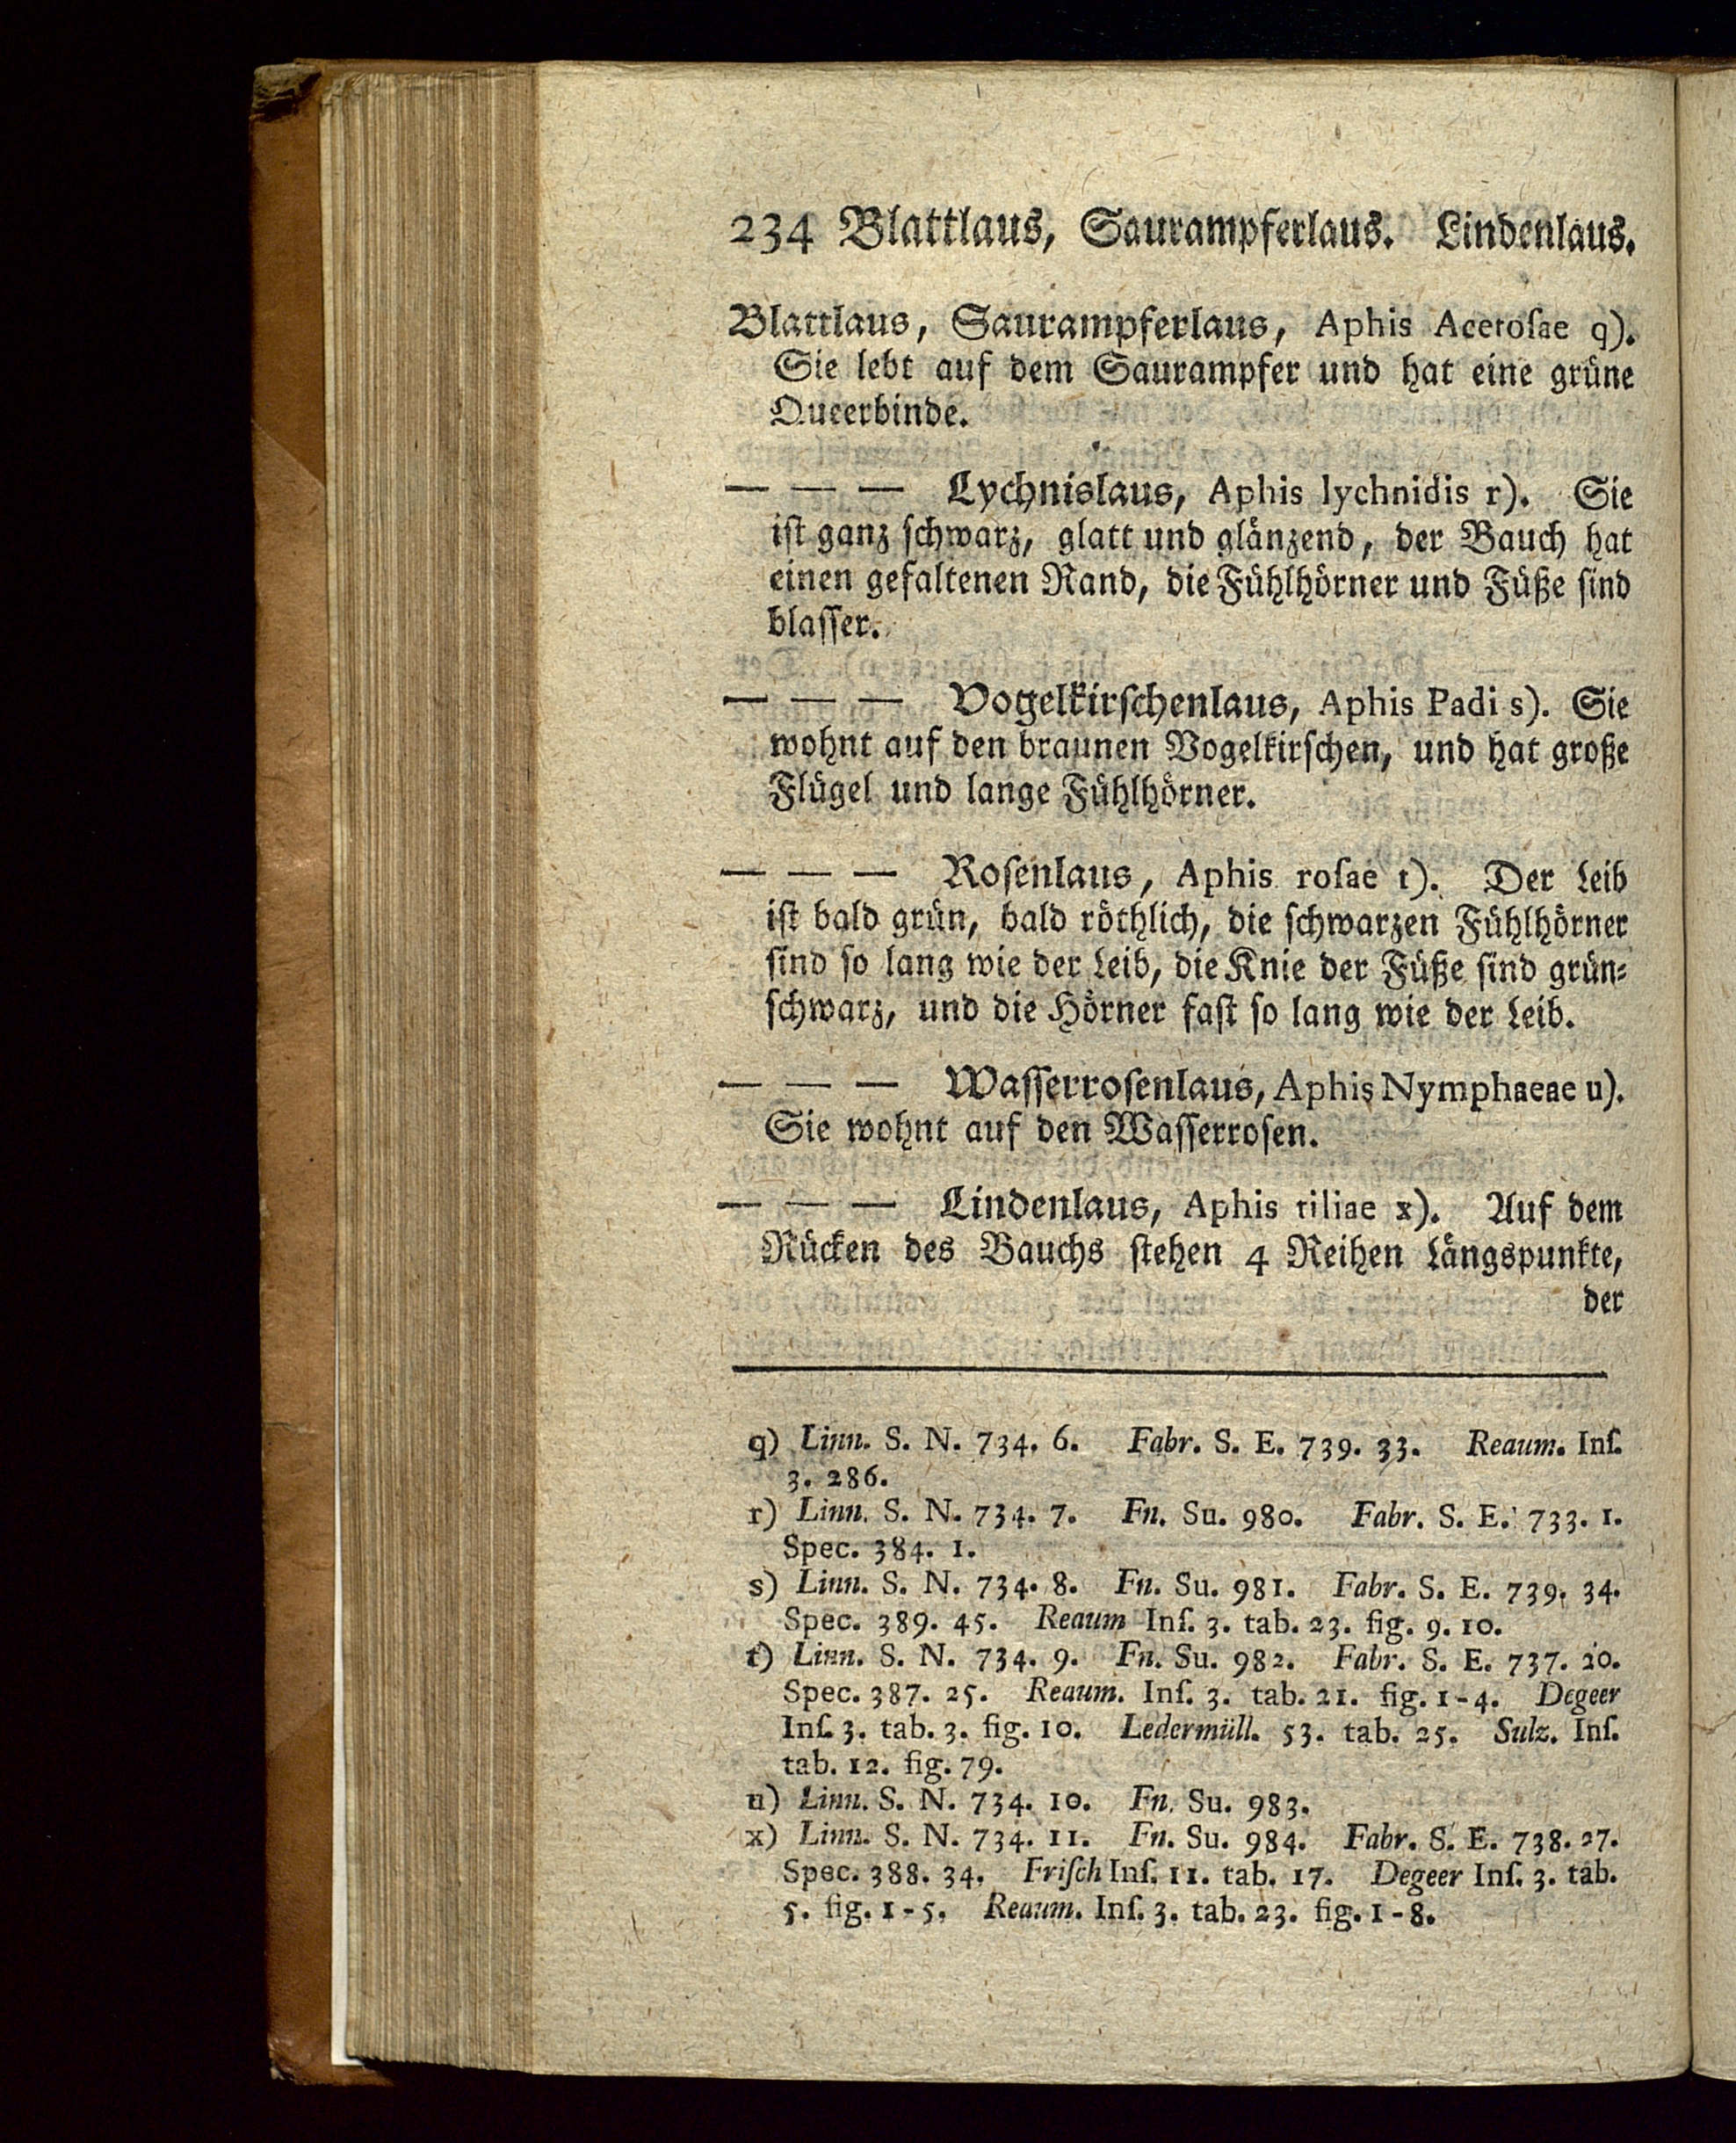 234 Blattlaus, Saurampferlaus. Lindenlaus.
Blattlaus, Saurampferlaus, Aphis Acetoſae q).
Sie lebt auf dem Saurampfer und hat eine grüne
Queerbinde.
— — — Lychnislaus, Aphis lychnidis r). Sie
iſt ganz ſchwarz, glatt und glänzend, der Bauch hat
einen gefaltenen Rand, die Fühlhörner und Füße ſind
blaſſer.
— — — Vogelkirſchenlaus, Aphis Padi s). Sie
wohnt auf den braunen Vogelkirſchen, und hat große
Flügel und lange Fühlhörner.
— — — Roſenlaus, Aphis roſae t). Der Leib
iſt bald grün, bald röthlich, die ſchwarzen Fühlhörner
ſind ſo lang wie der Leib, die Knie der Füße ſind grün-
ſchwarz, und die Hörner faſt ſo lang wie der Leib.
— — — Waſſerroſenlaus, Aphis Nymphaeae u).
Sie wohnt auf den Waſſerroſen.
— — — Lindenlaus, Aphis tiliae x). Auf dem
Rücken des Bauchs ſtehen 4 Reihen Längspunkte,
der
q) Linn. S. N. 734. 6. Fabr. S. E. 739. 33. Reaum. Inſ.
3. 286.
r) Linn. S. N. 734. 7. Fn. Su. 980. Fabr. S. E. 733. 1.
Spec. 384. 1.
s) Linn. S. N. 734. 8. Fn. Su. 981. Fabr. S. E. 739. 34.
Spec. 389. 45. Reaum Inſ. 3. tab. 23. fig. 9. 10.
t) Linn. S. N. 734. 9. Fn. Su. 982. Fabr. S. E. 737. 20.
Spec. 387. 25. Reaum. Inſ. 3. tab. 21. fig. 1-4. Degeer
Inſ. 3. tab. 3. fig. 10. Ledermüll. 53. tab. 25. Sulz. Inſ.
tab. 12. fig. 79.
u) Linn. S. N. 734. 10. Fn. Su. 983.
x) Linn. S. N. 734. 11. Fn. Su. 984. Fabr. S. E. 738. 27.
Spec. 388. 34. Friſch Inſ. 11. tab. 17. Degeer Inſ. 3. tab.
5. fig. 1-5. Reaum. Inſ. 3. tab. 23. fig. 1-8.